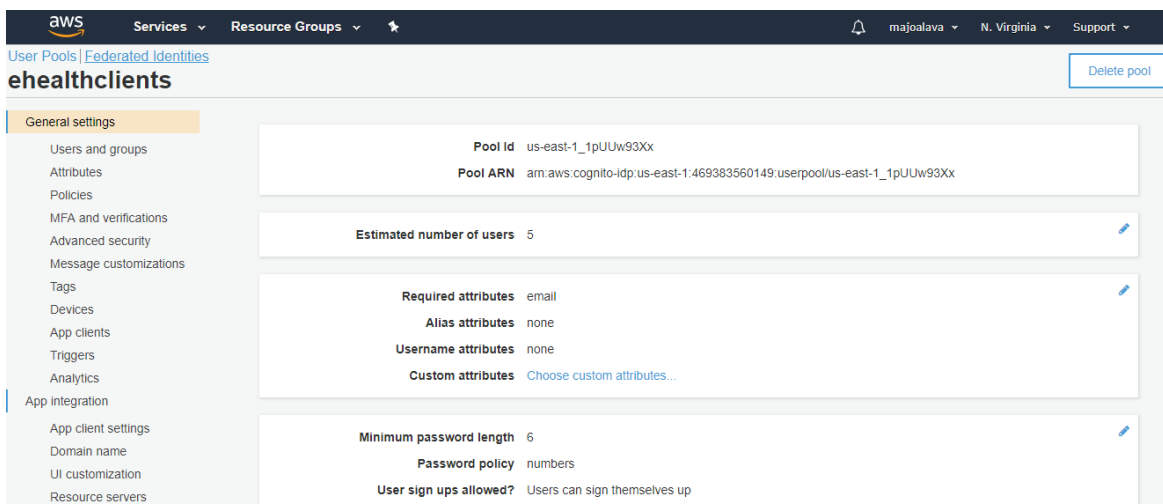 aws Services Resource Groups majoalava N. Virginia Support
User Pools | Federated Identities
ehealthclients
Delete pool
General settings
Users and groups
Attributes
Policies
MFA and verifications
Advanced security
Message customizations
Tags
Devices
App clients
Triggers
Analytics
App integration
App client settings
Domain name
UI customization
Resource servers
Pool Id us-east-1_1pUUw93Xx
Pool ARN arn:aws:cognito-idp:us-east-1:469383560149:userpool/us-east-1_1pUUw93Xx
Estimated number of users 5
Required attributes email
Alias attributes none
Username attributes none
Custom attributes Choose custom attributes...
Minimum password length 6
Password policy numbers
User sign ups allowed? Users can sign themselves up